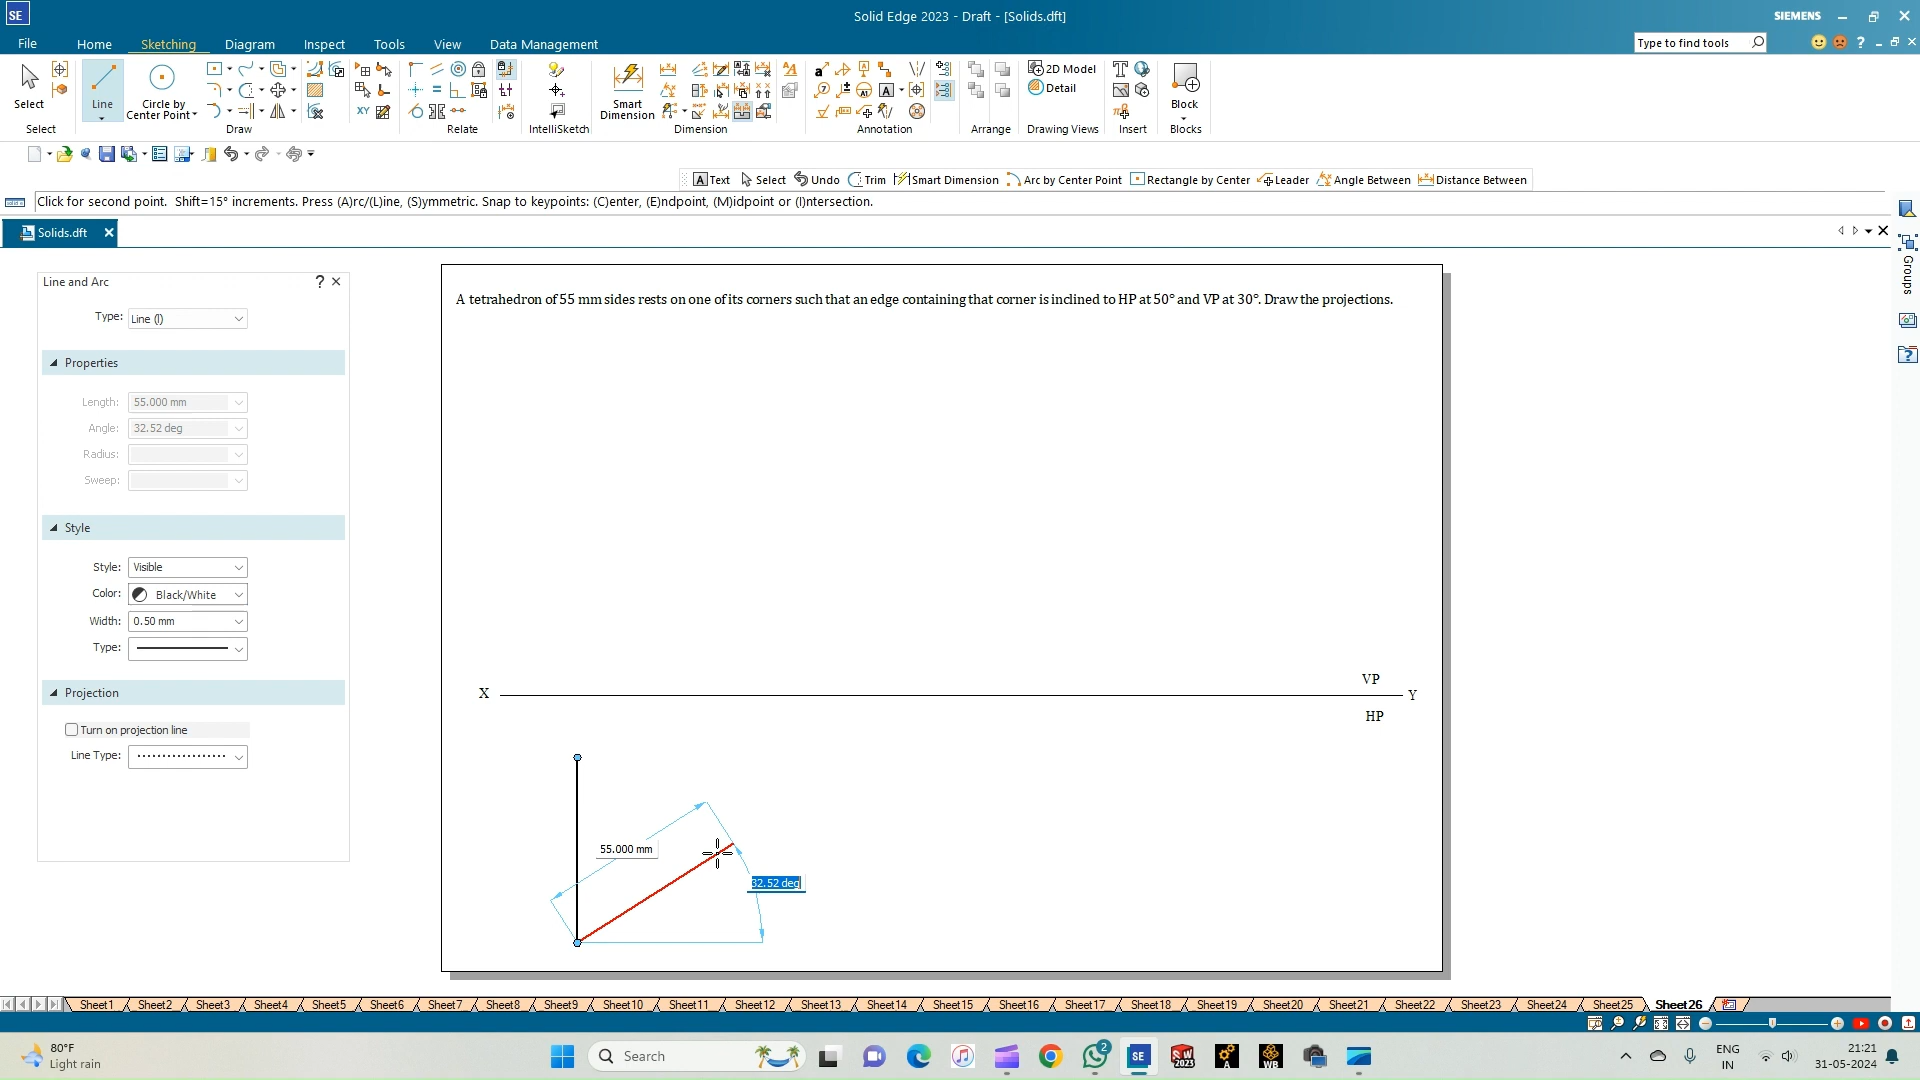 SE
Solid Edge 2023 - Draft - [Solids.dft]
SIEMENS
File
Home
Sketching
Diagram
Inspect
Tools
View
Data Management
Type to find tools
Select
Line
Circle by
Center Point
XY
Smart
Dimension
2D Model
Detail
Block
Select
Draw
Relate
IntelliSketch
Dimension
Annotation
Arrange
Drawing Views
Insert
Blocks
Text
Select
Undo
Trim
Smart Dimension
Arc by Center Point
Rectangle by Center
Leader
Angle Between
Distance Between
Click for second point. Shift=15° increments. Press (A)rc/(L)ine, (S)ymmetric. Snap to keypoints: (C)enter, (E)ndpoint, (M)idpoint or (I)ntersection.
Solids.dft
Groups
Line and Arc
Type: Line (l)
Properties
Length: 55.000 mm
Angle: 32.52 deg
Radius:
Sweep:
Style
Style: Visible
Color: Black/White
Width: 0.50 mm
Type:
Projection
Turn on projection line
Line Type:
A tetrahedron of 55 mm sides rests on one of its corners such that an edge containing that corner is inclined to HP at 50° and VP at 30°. Draw the projections.
VP
X
Y
HP
55.000 mm
32.52 deg
Sheet1
Sheet2
Sheet3
Sheet4
Sheet5
Sheet6
Sheet7
Sheet8
Sheet9
Sheet10
Sheet11
Sheet12
Sheet13
Sheet14
Sheet15
Sheet16
Sheet17
Sheet18
Sheet19
Sheet20
Sheet21
Sheet22
Sheet23
Sheet24
Sheet25
Sheet26
80°F
Light rain
Search
2
SE
SW
2023
A
WB
ENG
IN
21:21
31-05-2024